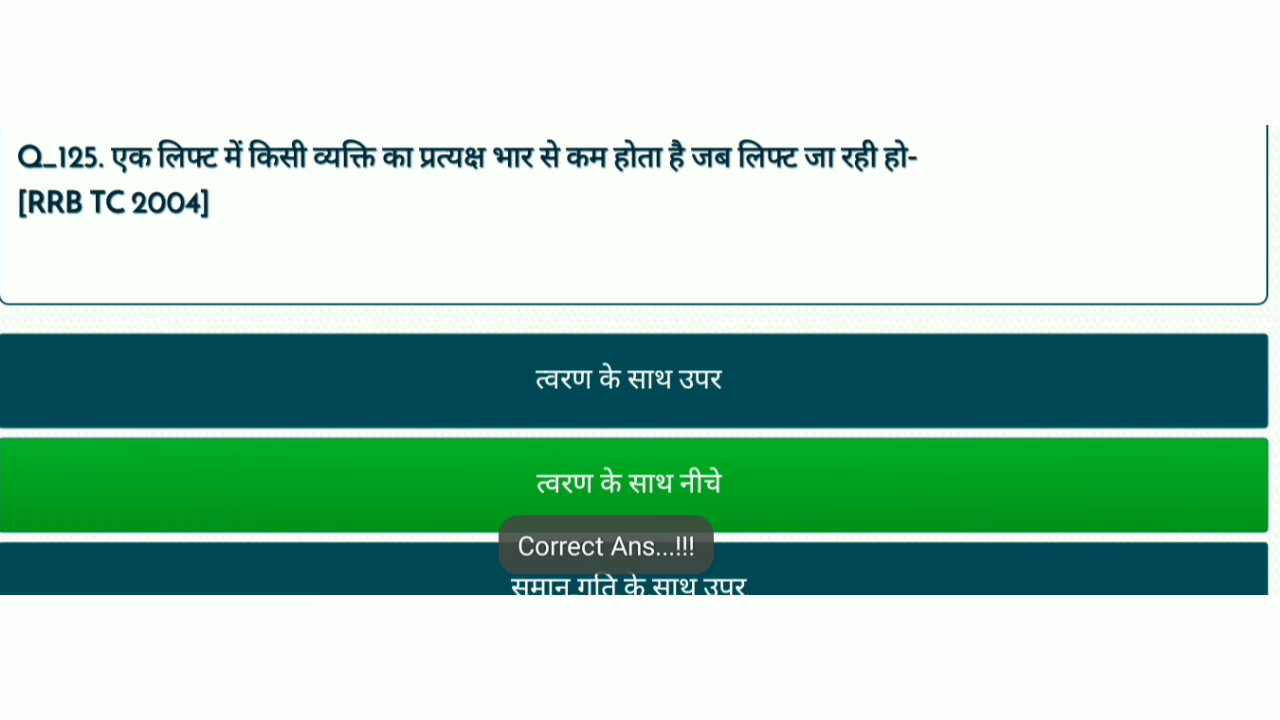 Q_125. एक लिफ्ट में किसी व्यक्ति का प्रत्यक्ष भार से कम होता है जब लिफ्ट जा रही हो-
[RRB TC 2004]
त्वरण के साथ उपर
त्वरण के साथ नीचे
Correct Ans...!!!
समान गति के साथ उपर